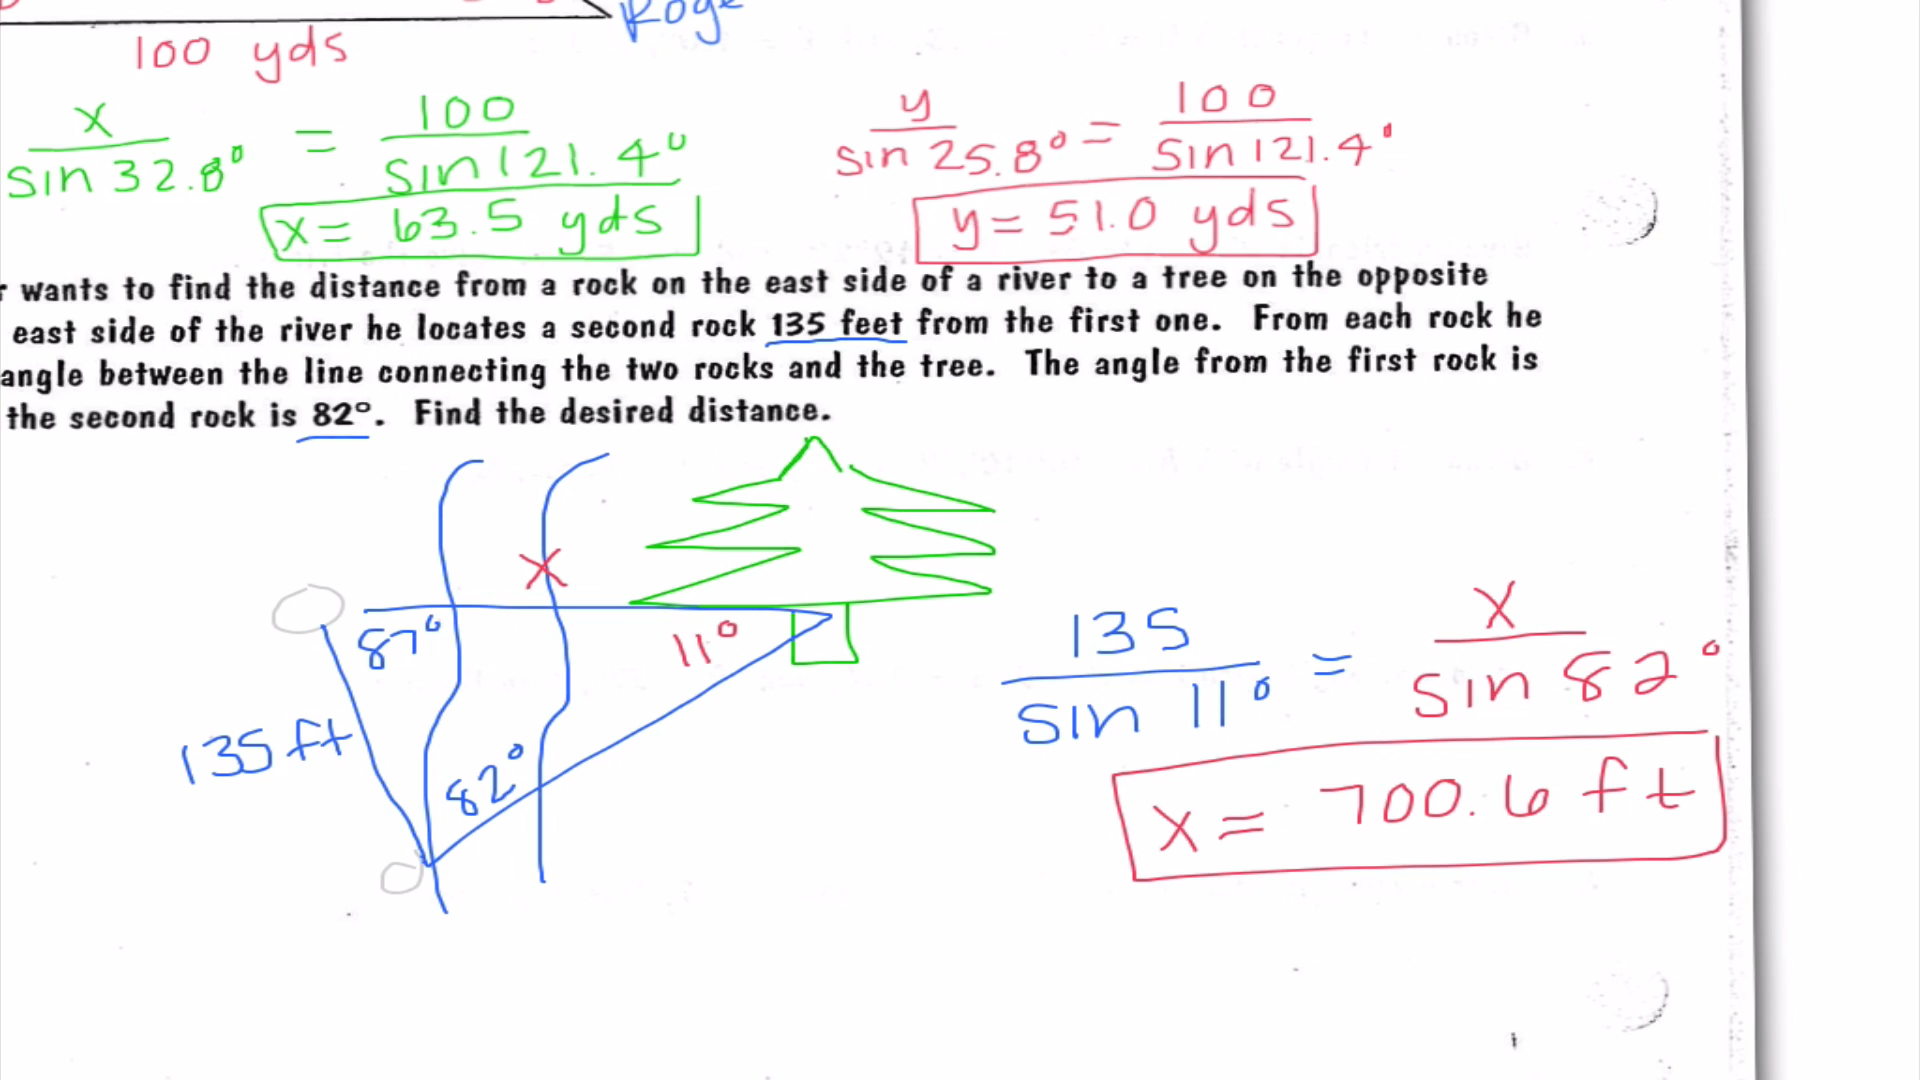 100 yds
x / sin 32.8° = 100 / sin 121.4°
y / sin 25.8° = 100 / sin 121.4°
x = 63.5 yds
y = 51.0 yds
wants to find the distance from a rock on the east side of a river to a tree on the opposite
east side of the river he locates a second rock 135 feet from the first one. From each rock he
angle between the line connecting the two rocks and the tree. The angle from the first rock is
the second rock is 82°. Find the desired distance.
x
87°
11°
135 ft
82°
135 / sin 11° = x / sin 82°
x = 700.6 ft